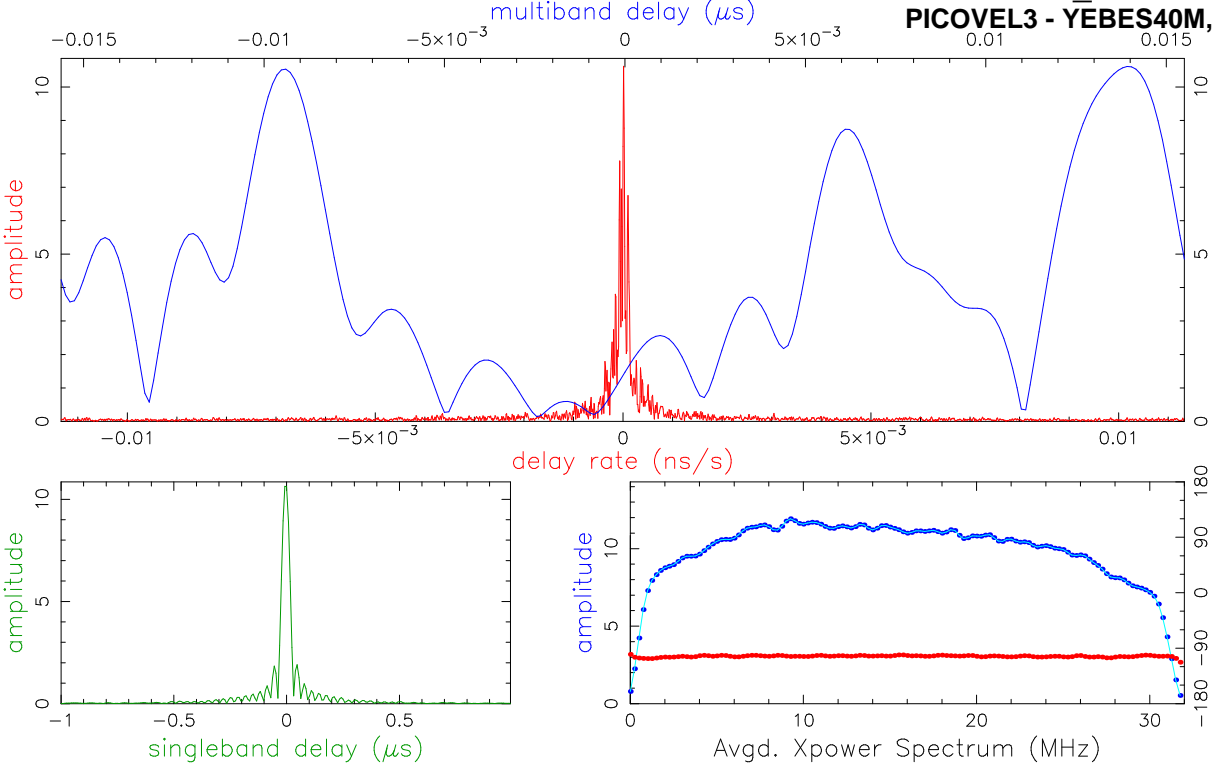 multiband delay (μs)
PICOVEL3 - YEBES40M,
−0.015 −0.01 −5×10⁻³ 0 5×10⁻³ 0.01 0.015
amplitude
10 10
5 5
0 0
−0.01 −5×10⁻³ 0 5×10⁻³ 0.01
delay rate (ns/s)
amplitude
10
5
0
−1 −0.5 0 0.5
singleband delay (μs)
amplitude
10
5
0
180
90
0
−90
−180
0 10 20 30
Avgd. Xpower Spectrum (MHz)